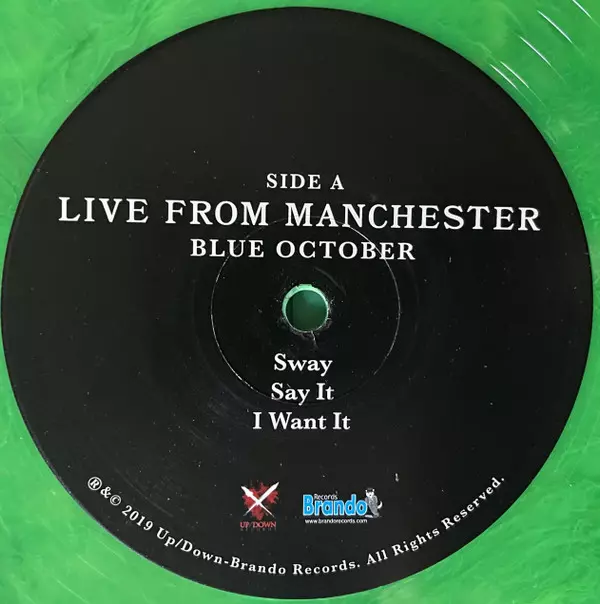 SIDE A
LIVE FROM MANCHESTER
BLUE OCTOBER
Sway
Say It
I Want It
UP/DOWN
RECORDS
Records
Brando
www.brandorecords.com
®&© 2019 Up/Down-Brando Records. All Rights Reserved.